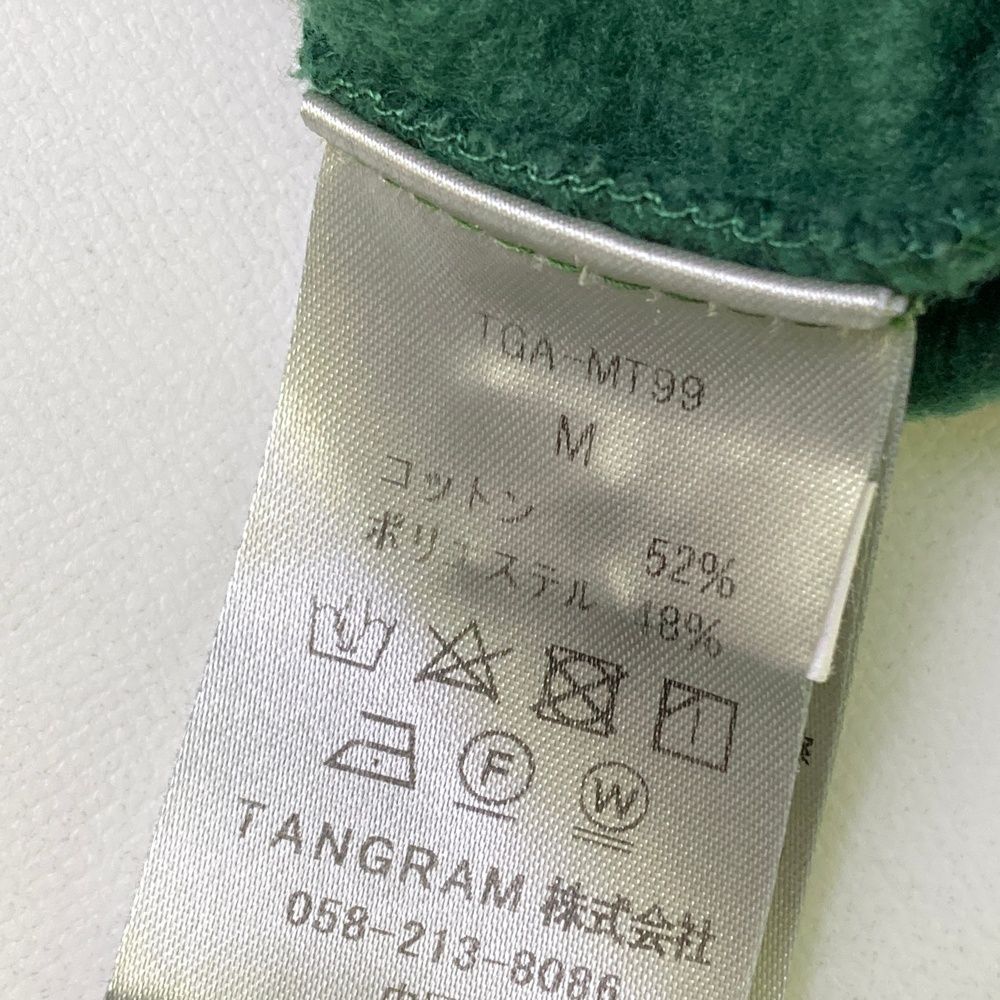 TGA-MT99
M
コットン 52%
ポリエステル 48%
F W
TANGRAM 株式会社
058-213-8086